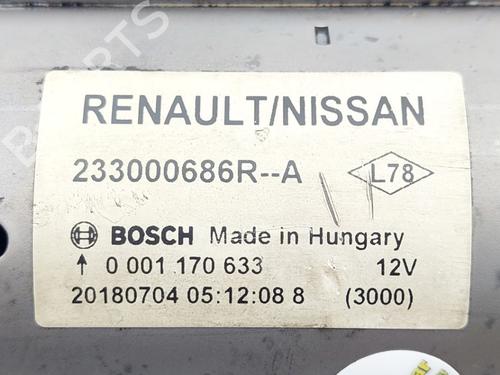 RENAULT/NISSAN
233000686R--A L78
BOSCH Made in Hungary
↑ 0 001 170 633 12V
20180704 05:12:08 8 (3000)